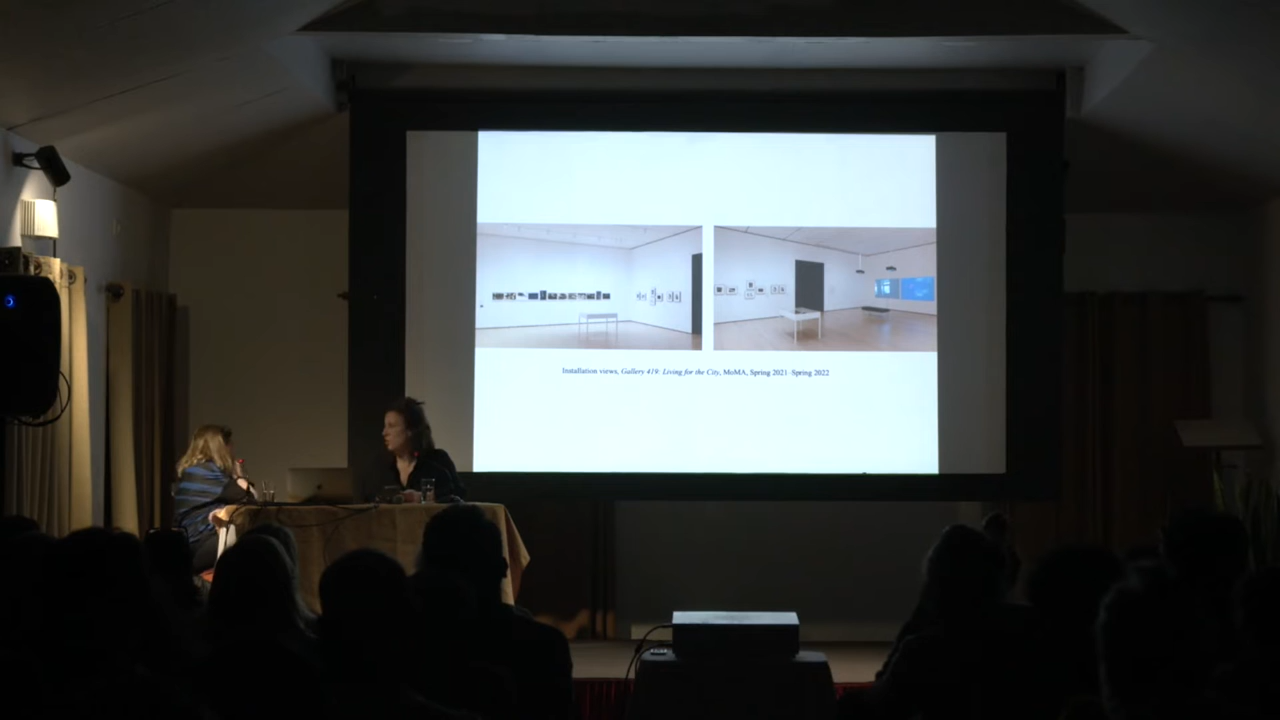 Installation views, Gallery 419: Living for the City, MoMA, Spring 2021–Spring 2022